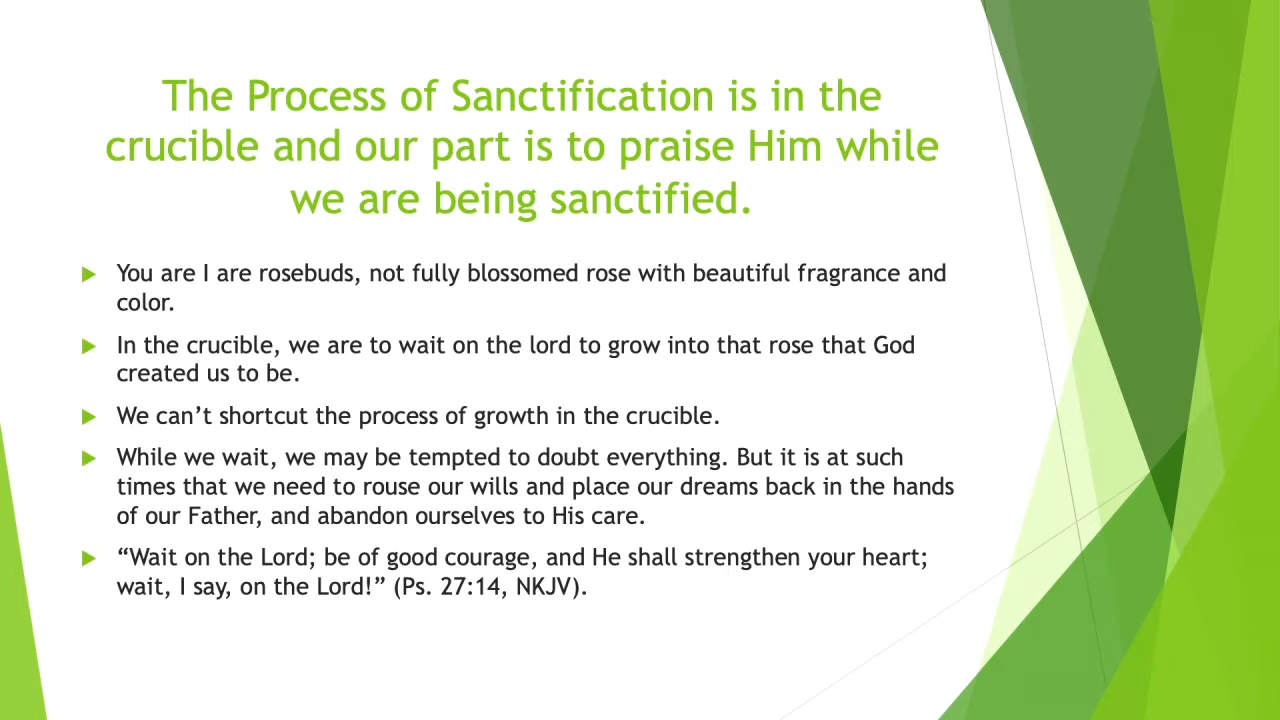 The Process of Sanctification is in the
crucible and our part is to praise Him while
we are being sanctified.
You are I are rosebuds, not fully blossomed rose with beautiful fragrance and
color.
In the crucible, we are to wait on the lord to grow into that rose that God
created us to be.
We can’t shortcut the process of growth in the crucible.
While we wait, we may be tempted to doubt everything. But it is at such
times that we need to rouse our wills and place our dreams back in the hands
of our Father, and abandon ourselves to His care.
“Wait on the Lord; be of good courage, and He shall strengthen your heart;
wait, I say, on the Lord!” (Ps. 27:14, NKJV).